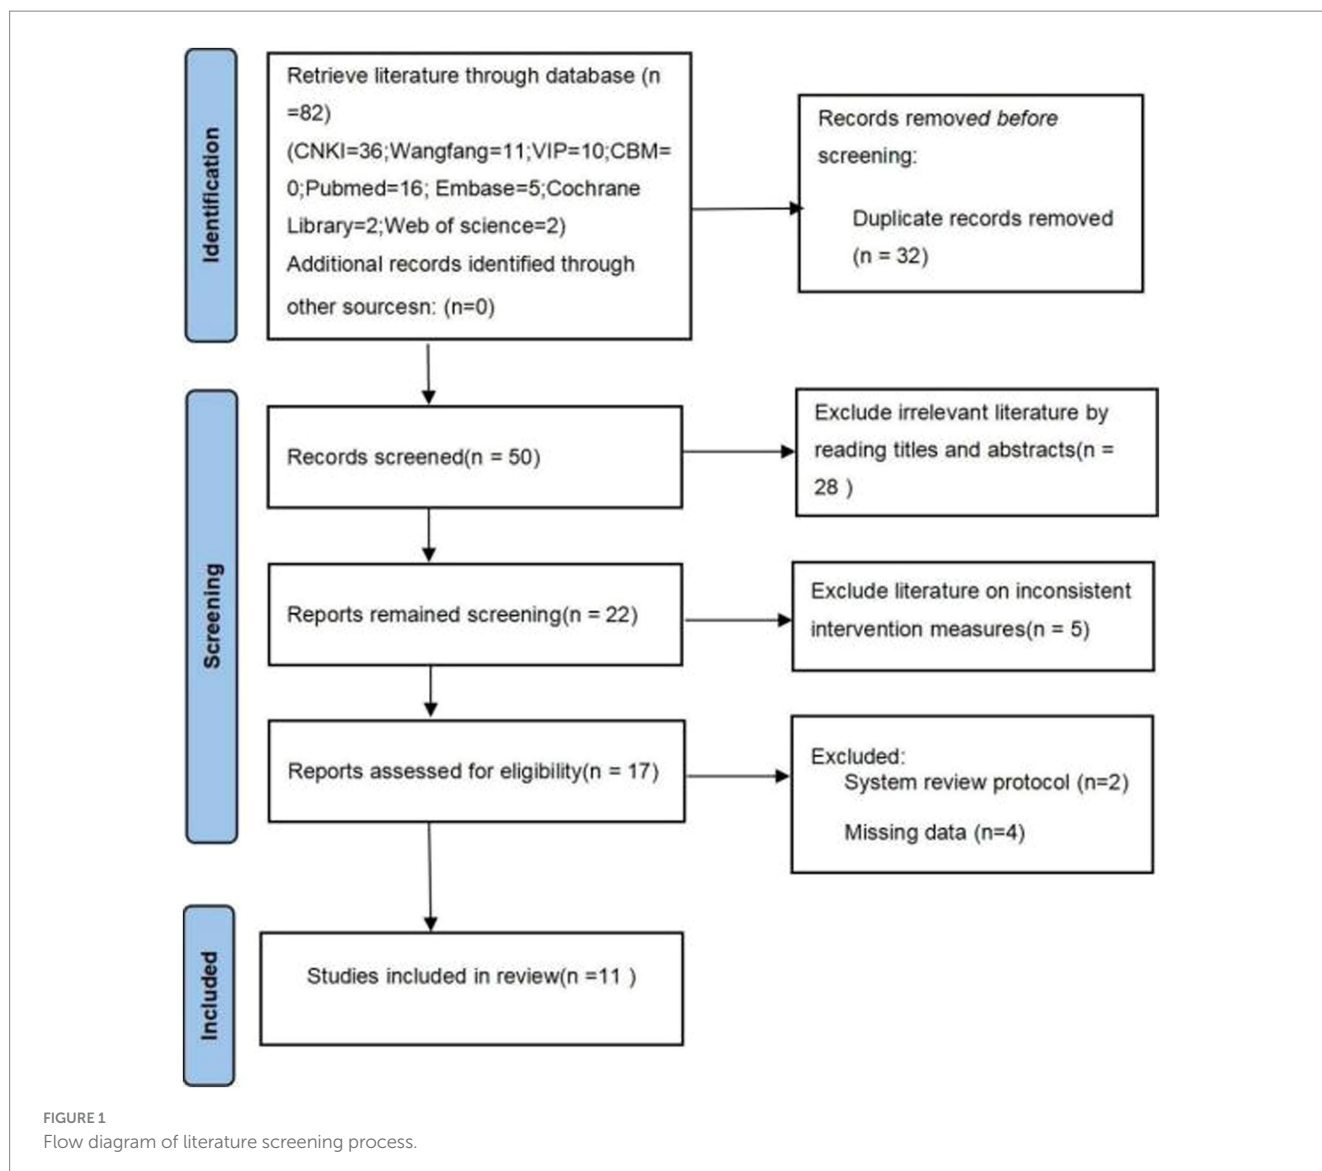 Identification
Retrieve literature through database (n
=82)
(CNKI=36;Wangfang=11;VIP=10;CBM=
0;Pubmed=16; Embase=5;Cochrane
Library=2;Web of science=2)
Additional records identified through
other sourcesn: (n=0)
Records removed before
screening:
Duplicate records removed
(n = 32)
Screening
Records screened(n = 50)
Exclude irrelevant literature by
reading titles and abstracts(n =
28 )
Reports remained screening(n = 22)
Exclude literature on inconsistent
intervention measures(n = 5)
Reports assessed for eligibility(n = 17)
Excluded:
System review protocol (n=2)
Missing data (n=4)
Included
Studies included in review(n =11 )
FIGURE 1
Flow diagram of literature screening process.